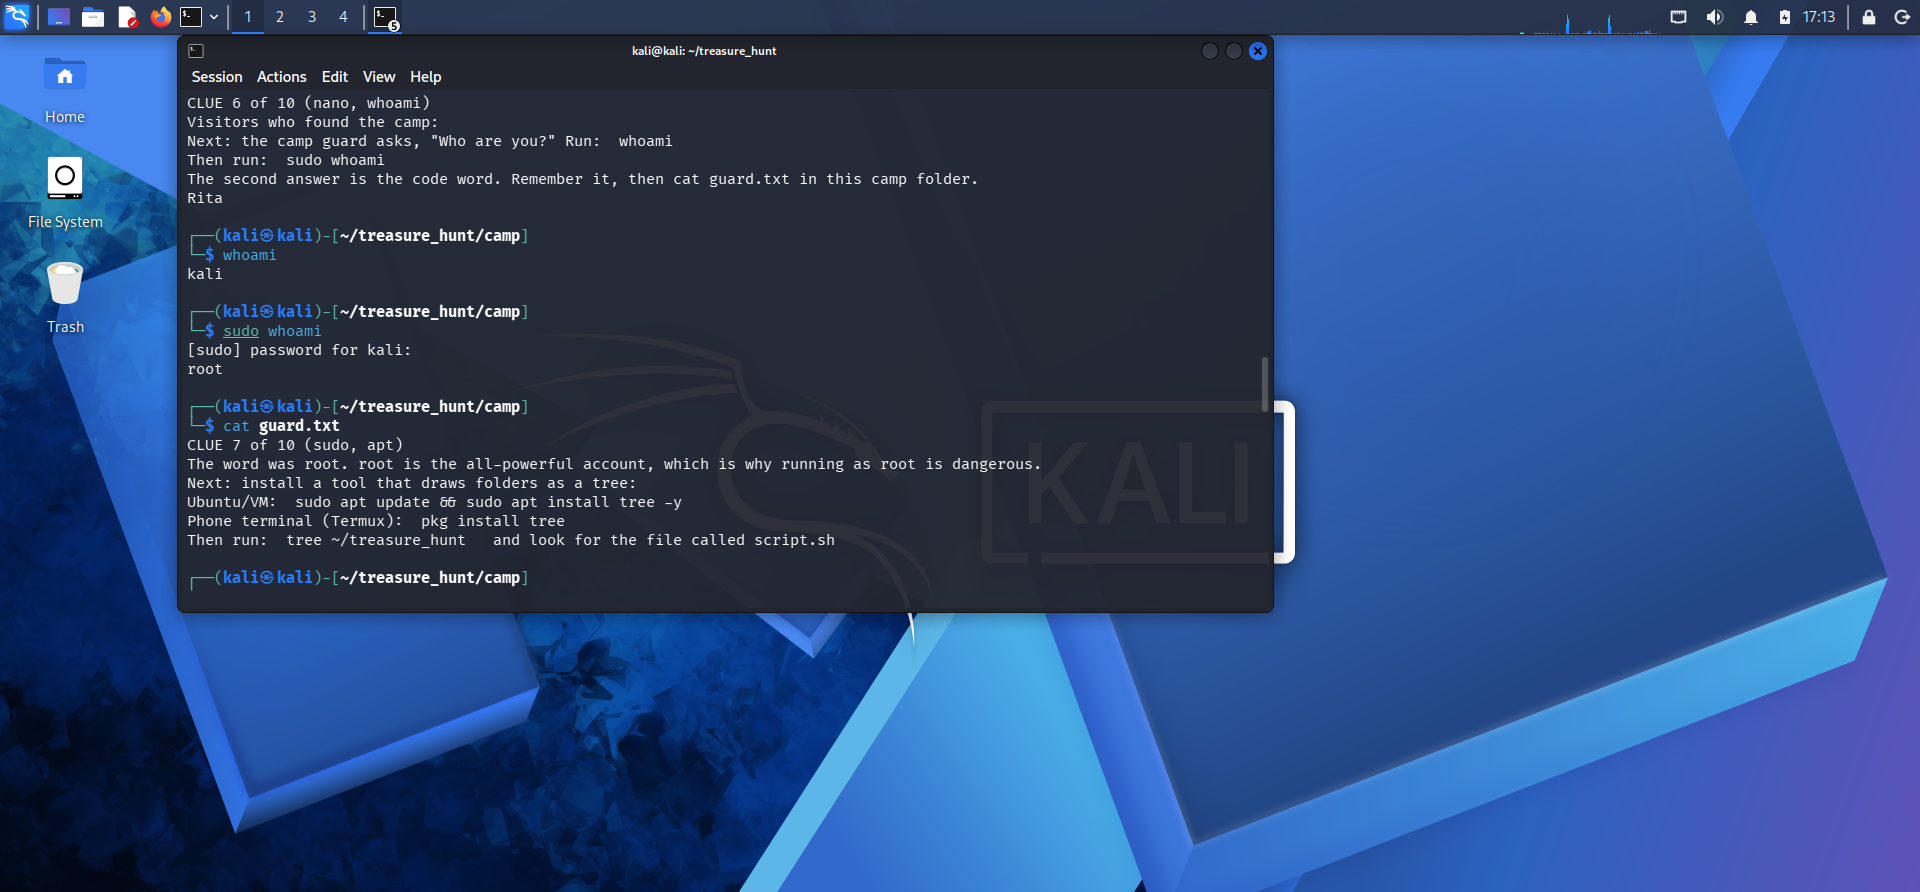 1 2 3 4
5
17:13
Home
File System
Trash
kali@kali: ~/treasure_hunt
Session Actions Edit View Help
CLUE 6 of 10 (nano, whoami)
Visitors who found the camp:
Next: the camp guard asks, "Who are you?" Run:  whoami
Then run:  sudo whoami
The second answer is the code word. Remember it, then cat guard.txt in this camp folder.
Rita
┌──(kali㉿kali)-[~/treasure_hunt/camp]
└─$ whoami
kali
┌──(kali㉿kali)-[~/treasure_hunt/camp]
└─$ sudo whoami
[sudo] password for kali:
root
┌──(kali㉿kali)-[~/treasure_hunt/camp]
└─$ cat guard.txt
CLUE 7 of 10 (sudo, apt)
The word was root. root is the all-powerful account, which is why running as root is dangerous.
Next: install a tool that draws folders as a tree:
Ubuntu/VM:  sudo apt update && sudo apt install tree -y
Phone terminal (Termux):  pkg install tree
Then run:  tree ~/treasure_hunt   and look for the file called script.sh
┌──(kali㉿kali)-[~/treasure_hunt/camp]
KALI